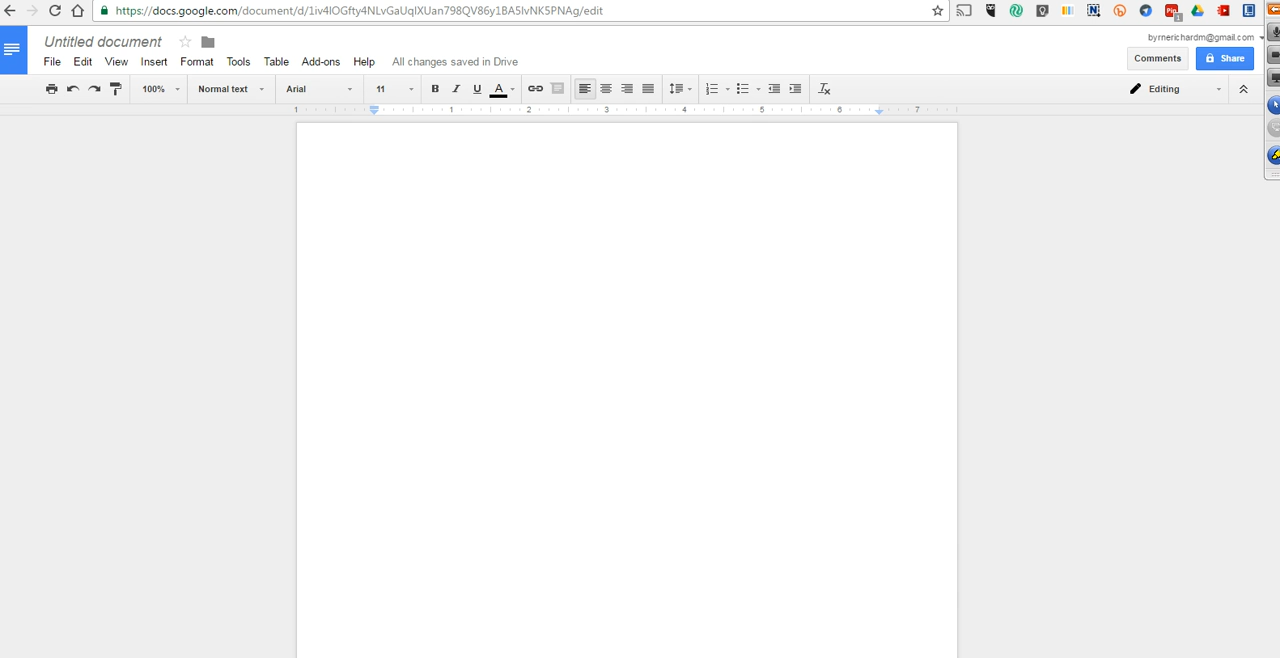 https://docs.google.com/document/d/1iv4lOGfty4NLvGaUqlXUan798QV86y1BA5IvNK5PNAg/edit
Untitled document
byrnerichardm@gmail.com
File Edit View Insert Format Tools Table Add-ons Help All changes saved in Drive
Comments Share
100% Normal text Arial 11 B I U A Editing
1 1 2 3 4 5 6 7